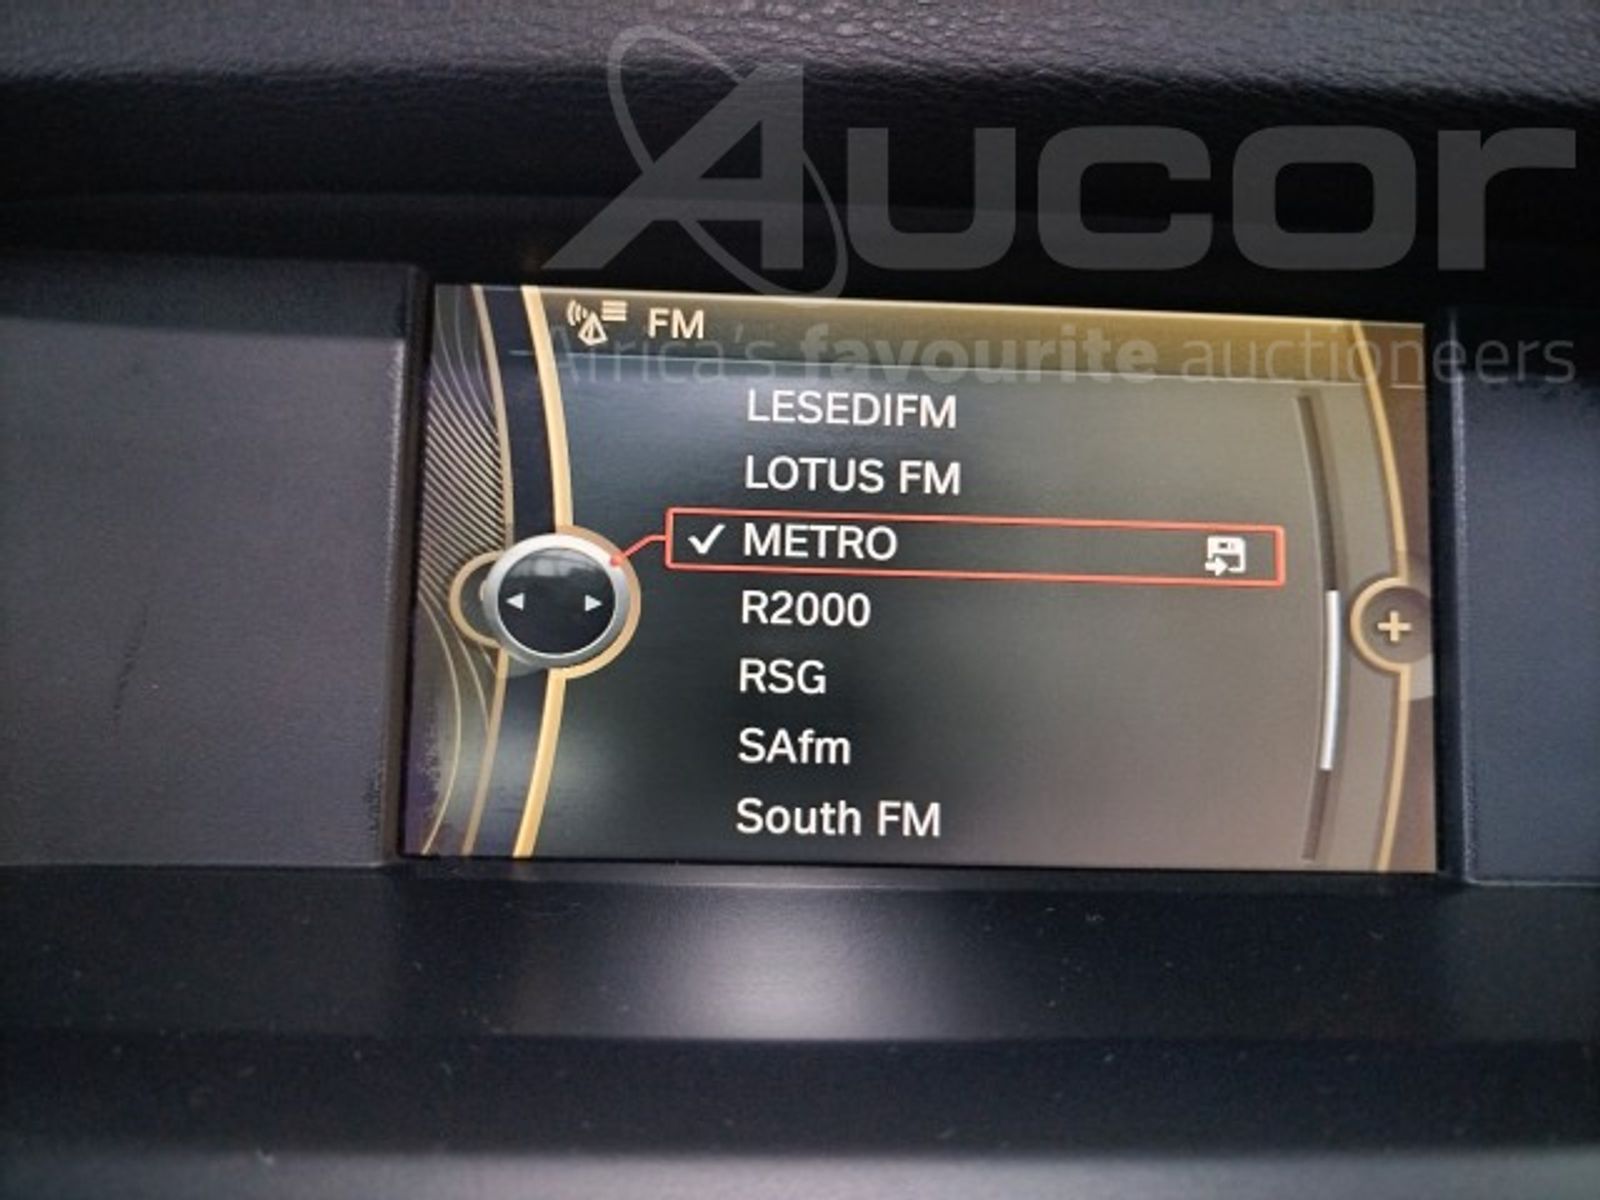 Aucor
Africa's favourite auctioneers
FM
LESEDIFM
LOTUS FM
METRO
R2000
RSG
SAfm
South FM